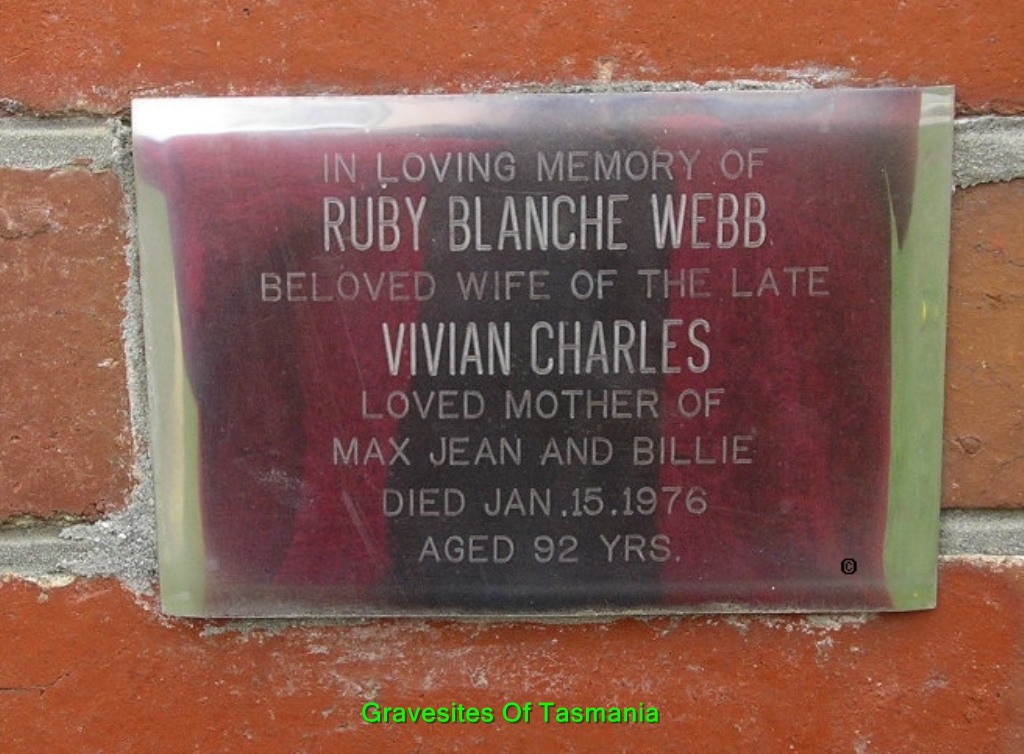 IN LOVING MEMORY OF
RUBY BLANCHE WEBB.
BELOVED WIFE OF THE LATE
VIVIAN CHARLES
LOVED MOTHER OF
MAX JEAN AND BILLIE
DIED JAN.15.1976
AGED 92 YRS.
©
Gravesites Of Tasmania